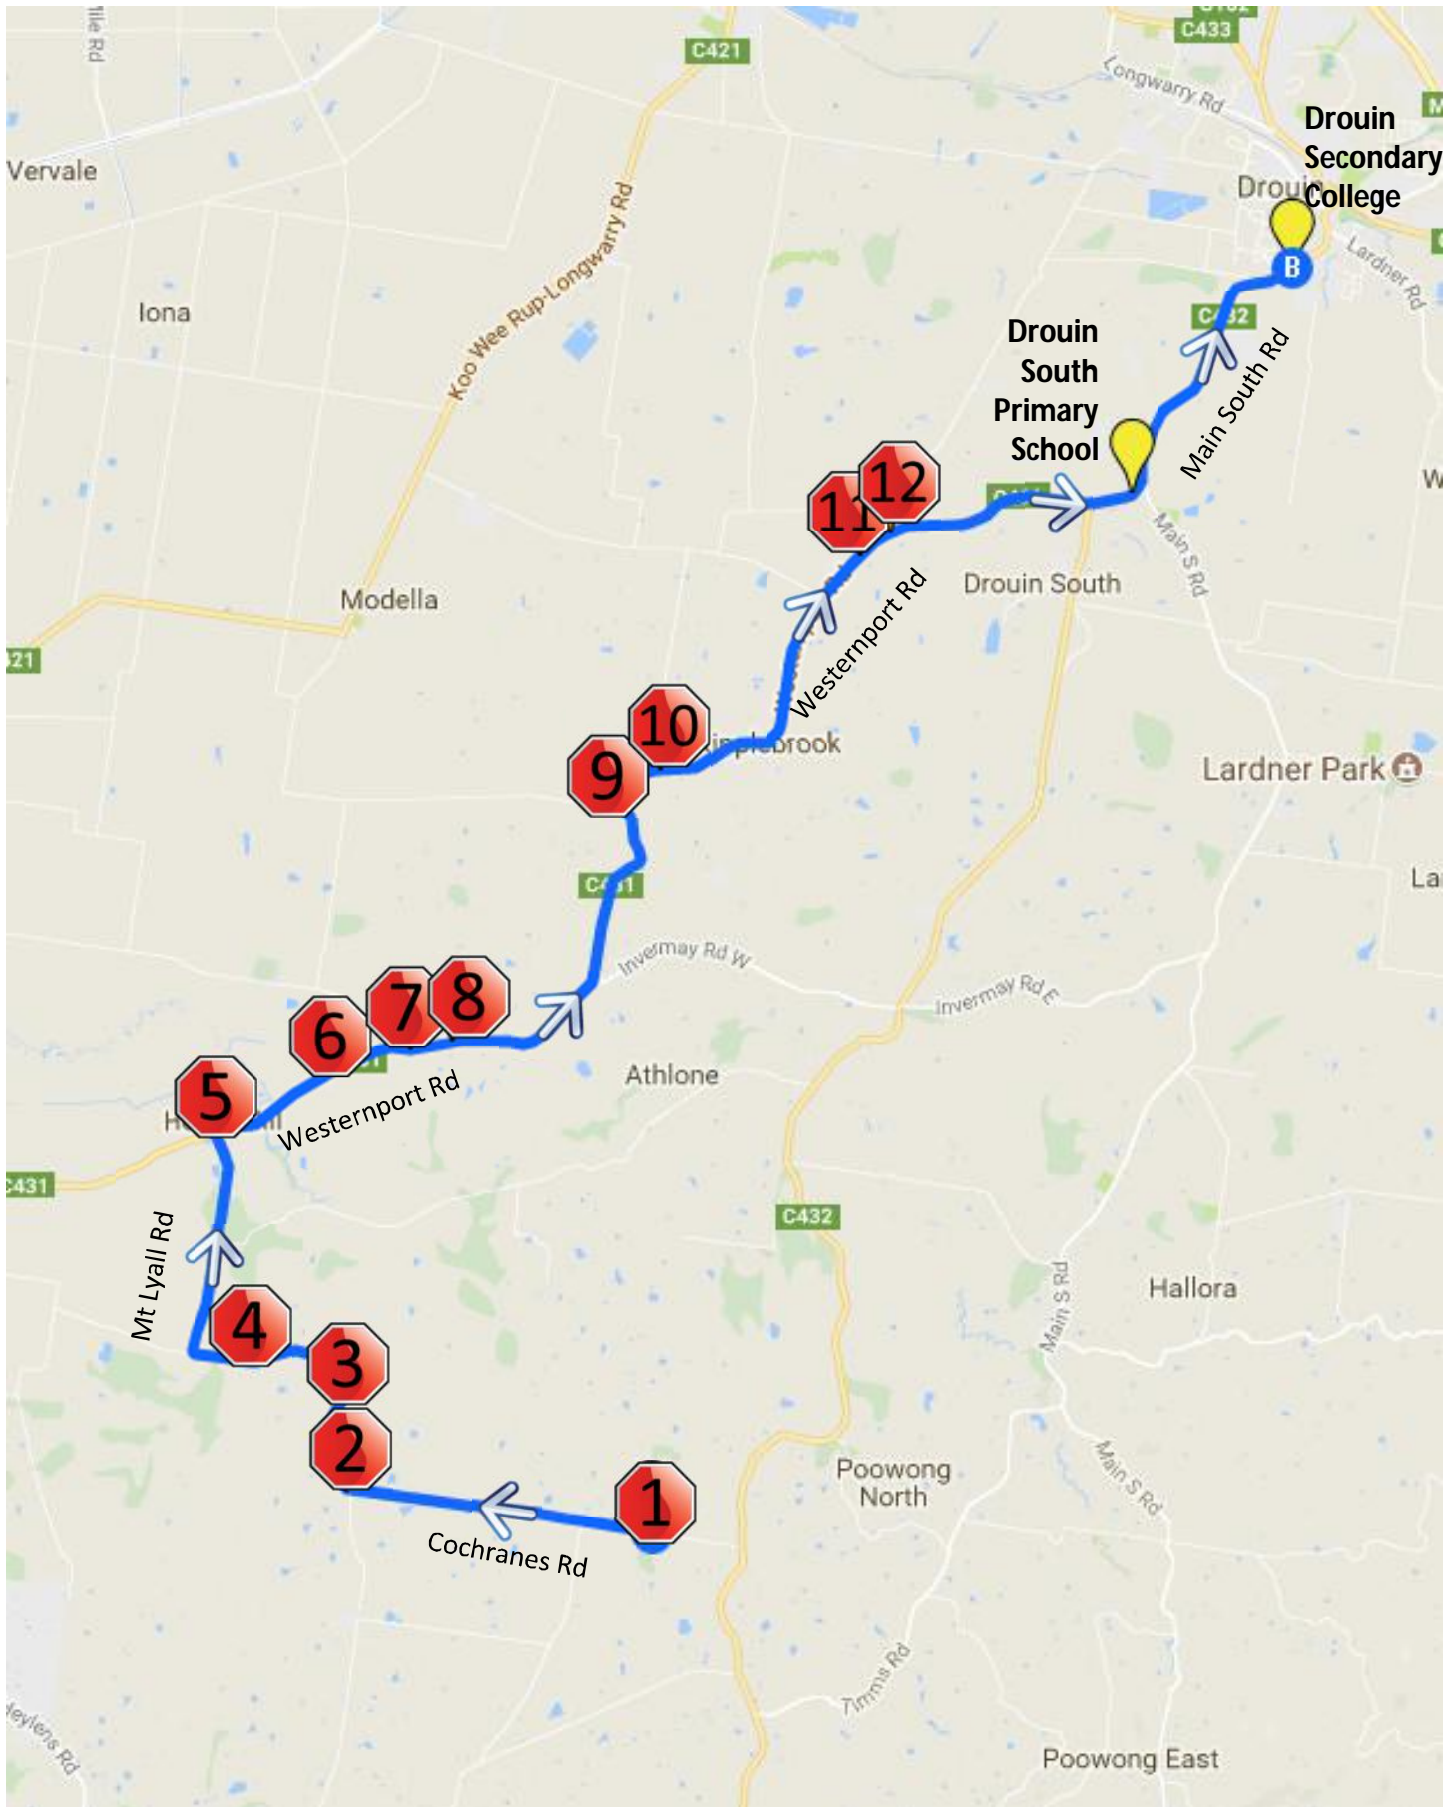 C421
C433
Longwarry Rd
Drouin
Secondary
College
Drouin
Vervale
Koo Wee Rup-Longwarry Rd
Lardner Rd
Iona
Drouin
South
Primary
School
Main South Rd
12
11
Main S Rd
Drouin South
Westernport Rd
Modella
10
9
Lardner Park
Invermay Rd W
Invermay Rd E
8
7
6
5
Athlone
Westernport Rd
C431
C432
Mt Lyall Rd
Main S Rd
Hallora
4
3
2
1
Poowong
North
Main S Rd
Cochranes Rd
Timms Rd
Poowong East
B